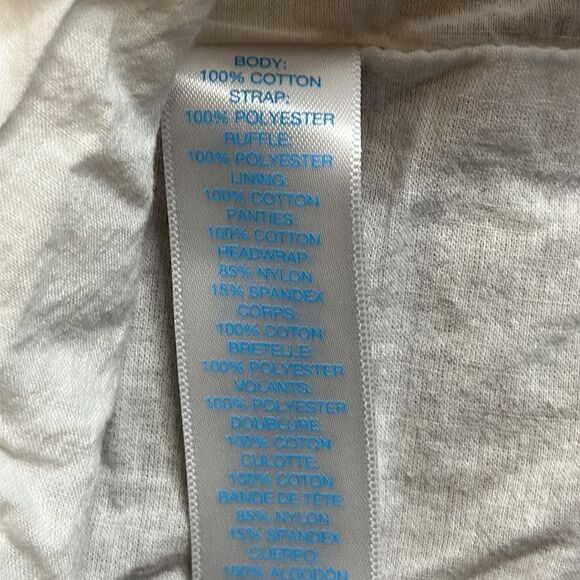 BODY:
100% COTTON
STRAP:
100% POLYESTER
RUFFLE:
100% POLYESTER
LINING:
100% COTTON
PANTIES:
100% COTTON
HEADWRAP:
85% NYLON
15% SPANDEX
CORPS:
100% COTON
BRETELLE:
100% POLYESTER
VOLANTS:
100% POLYESTER
DOUBLURE:
100% COTON
CULOTTE:
100% COTON
BANDE DE TÊTE:
85% NYLON
15% SPANDEX
CUERPO:
100% ALGODÓN